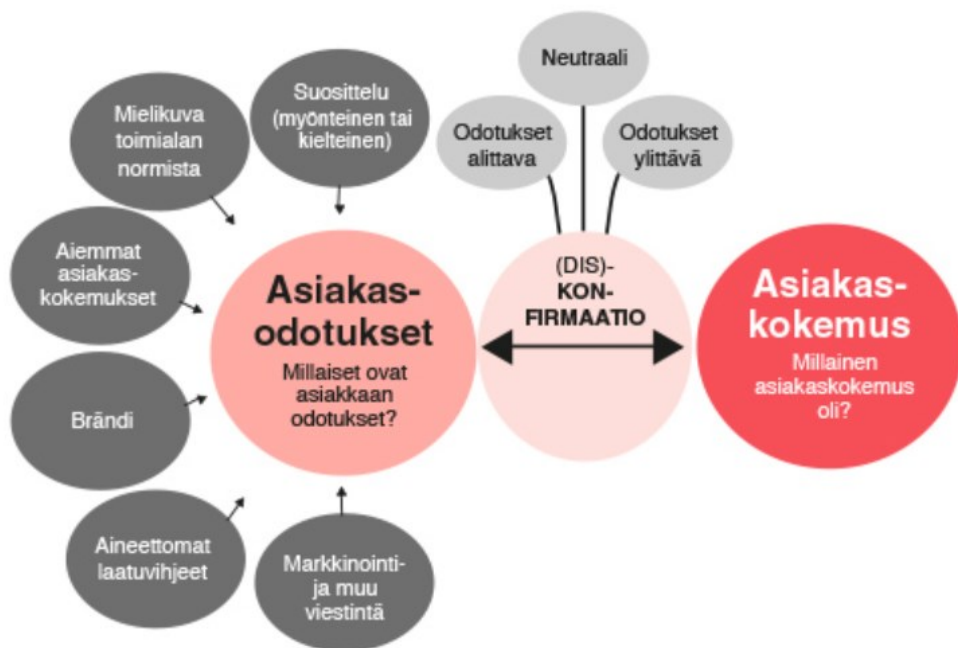 Suosittelu
(myönteinen tai
kielteinen)
Mielikuva
toimialan
normista
Aiemmat
asiakas-
kokemukset
Brändi
Aineettomat
laatuvihjeet
Markkinointi-
ja muu
viestintä
Asiakas-
odotukset
Millaiset ovat
asiakkaan
odotukset?
Neutraali
Odotukset
alittava
Odotukset
ylittävä
(DIS)-
KON-
FIRMAATIO
Asiakas-
kokemus
Millainen
asiakaskokemus
oli?